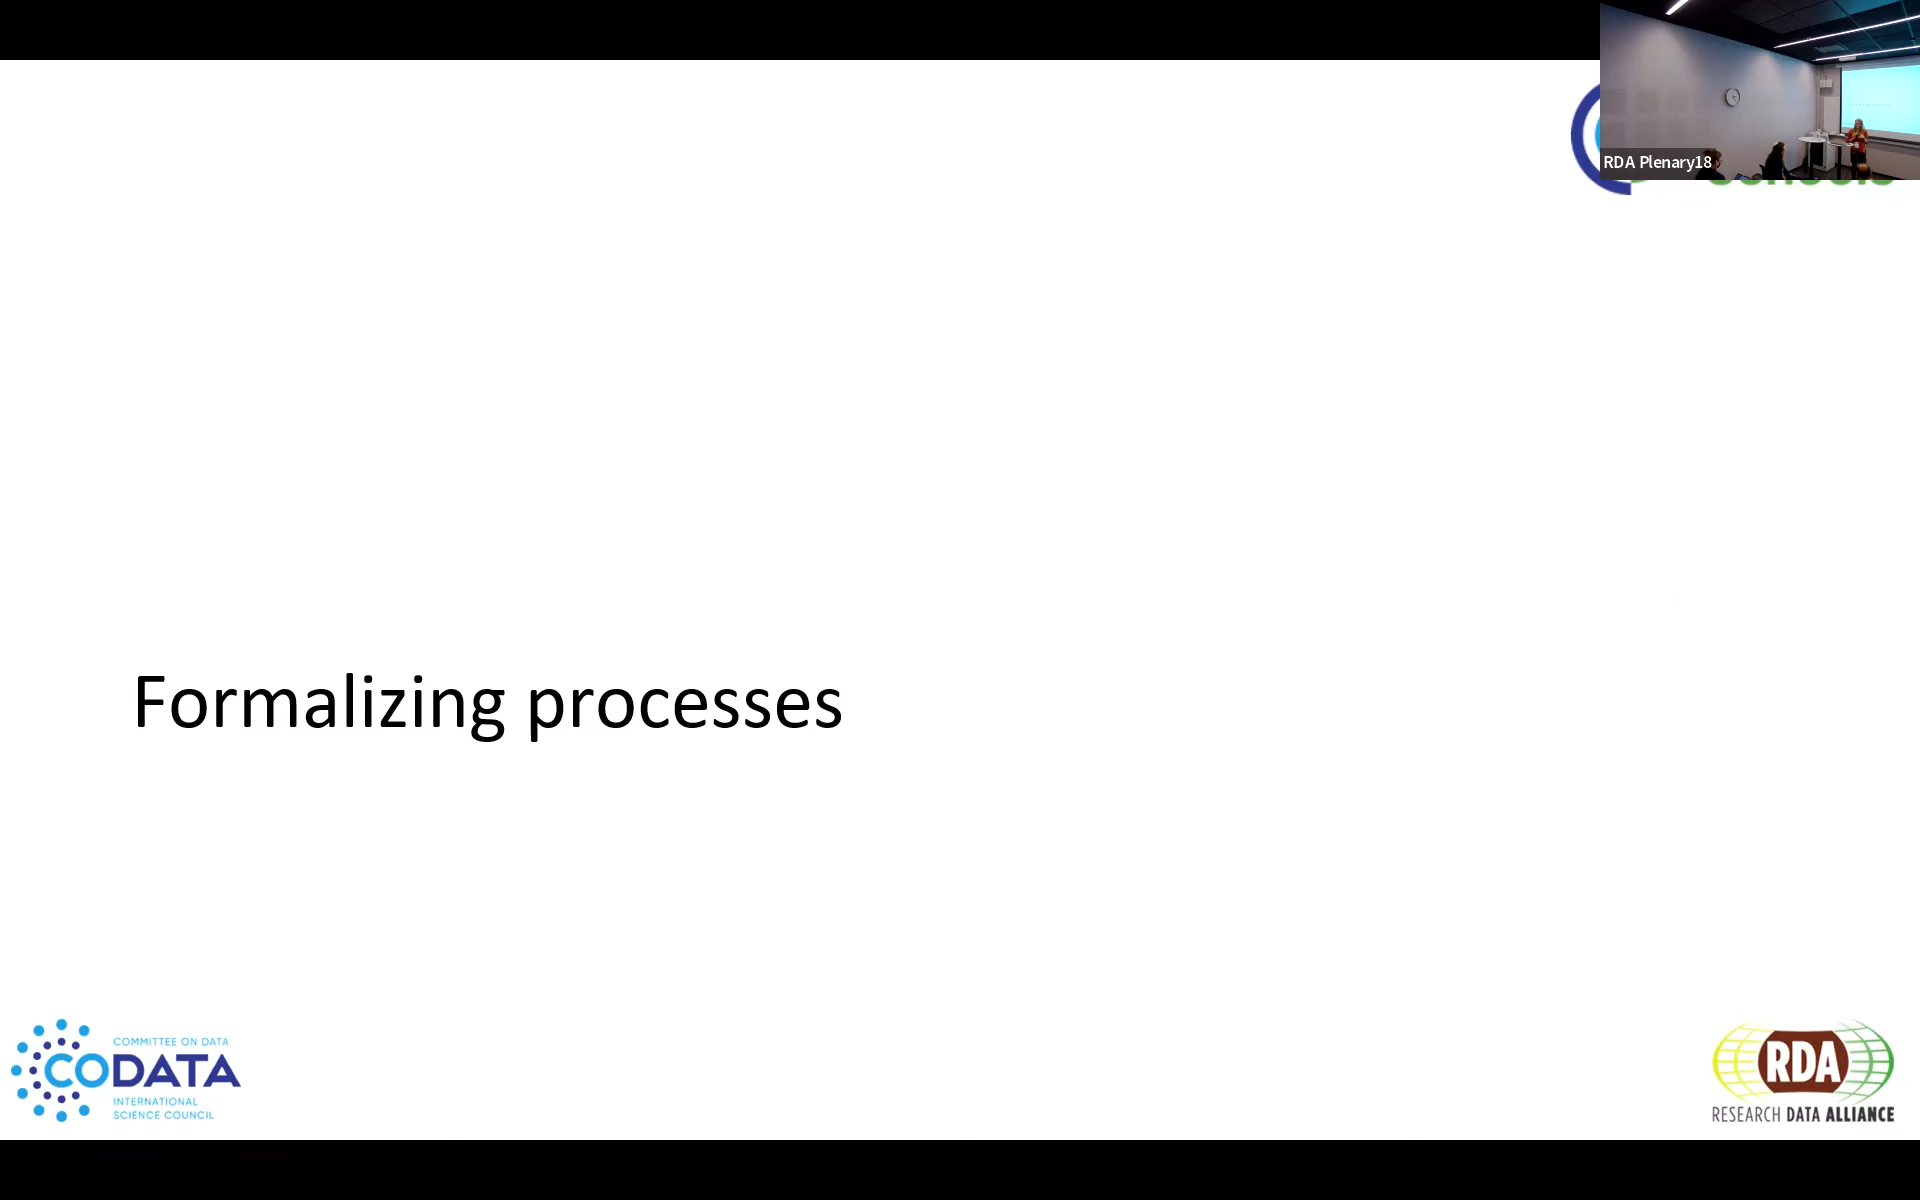 RDA Plenary18
Formalizing processes
COMMITTEE ON DATA
CODATA
INTERNATIONAL
SCIENCE COUNCIL
RDA
RESEARCH DATA ALLIANCE